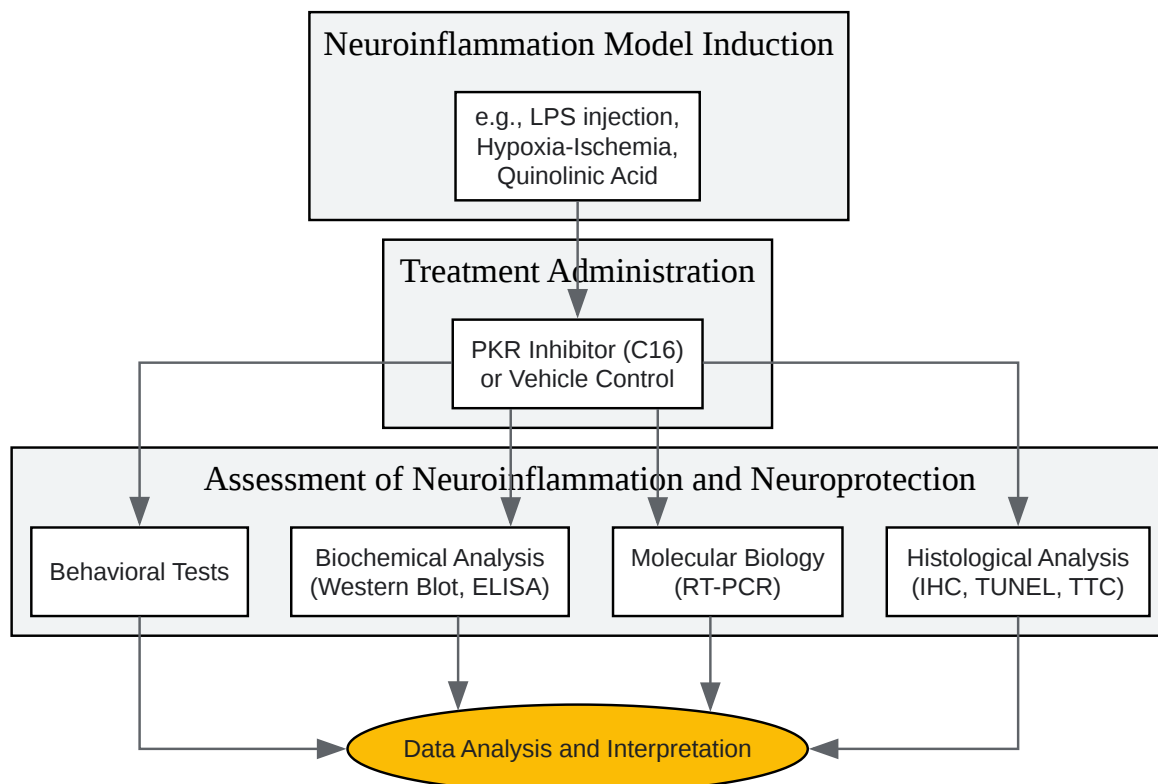 Neuroinflammation Model Induction
e.g., LPS injection,
Hypoxia-Ischemia,
Quinolinic Acid
Treatment Administration
PKR Inhibitor (C16)
or Vehicle Control
Assessment of Neuroinflammation and Neuroprotection
Behavioral Tests
Biochemical Analysis
(Western Blot, ELISA)
Molecular Biology
(RT-PCR)
Histological Analysis
(IHC, TUNEL, TTC)
Data Analysis and Interpretation